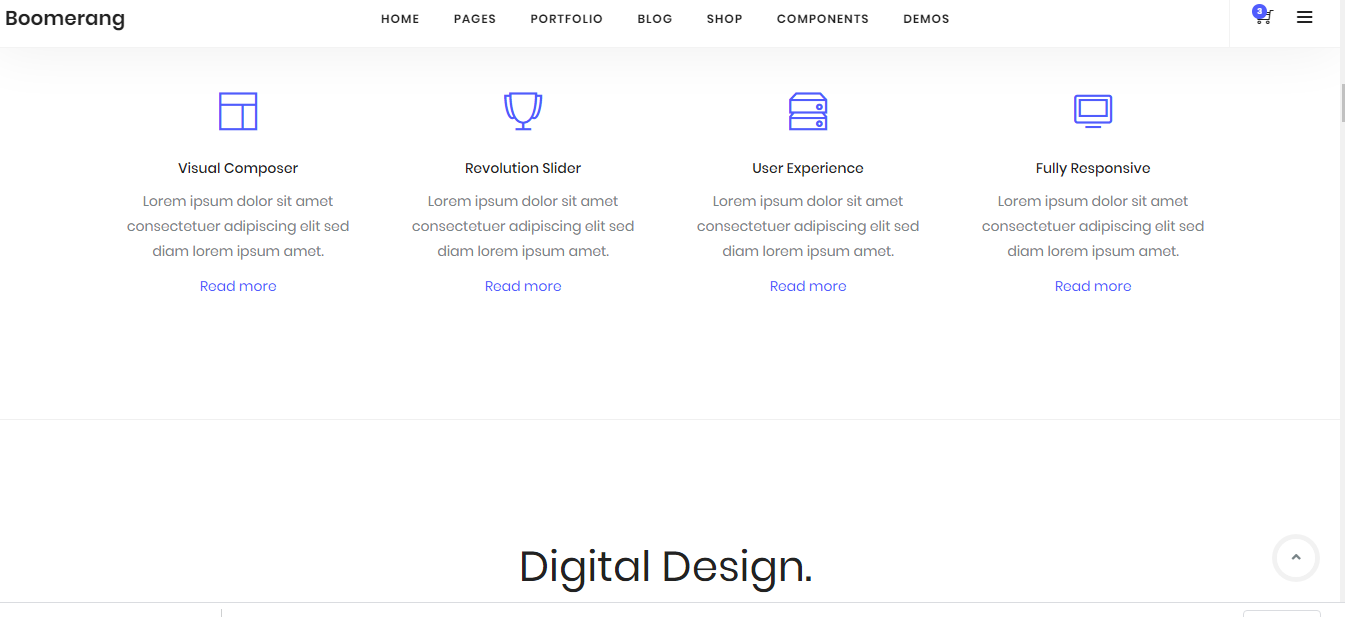 Boomerang
HOME PAGES PORTFOLIO BLOG SHOP COMPONENTS DEMOS
3
Visual Composer
Lorem ipsum dolor sit amet
consectetuer adipiscing elit sed
diam lorem ipsum amet.
Read more
Revolution Slider
Lorem ipsum dolor sit amet
consectetuer adipiscing elit sed
diam lorem ipsum amet.
Read more
User Experience
Lorem ipsum dolor sit amet
consectetuer adipiscing elit sed
diam lorem ipsum amet.
Read more
Fully Responsive
Lorem ipsum dolor sit amet
consectetuer adipiscing elit sed
diam lorem ipsum amet.
Read more
Digital Design.